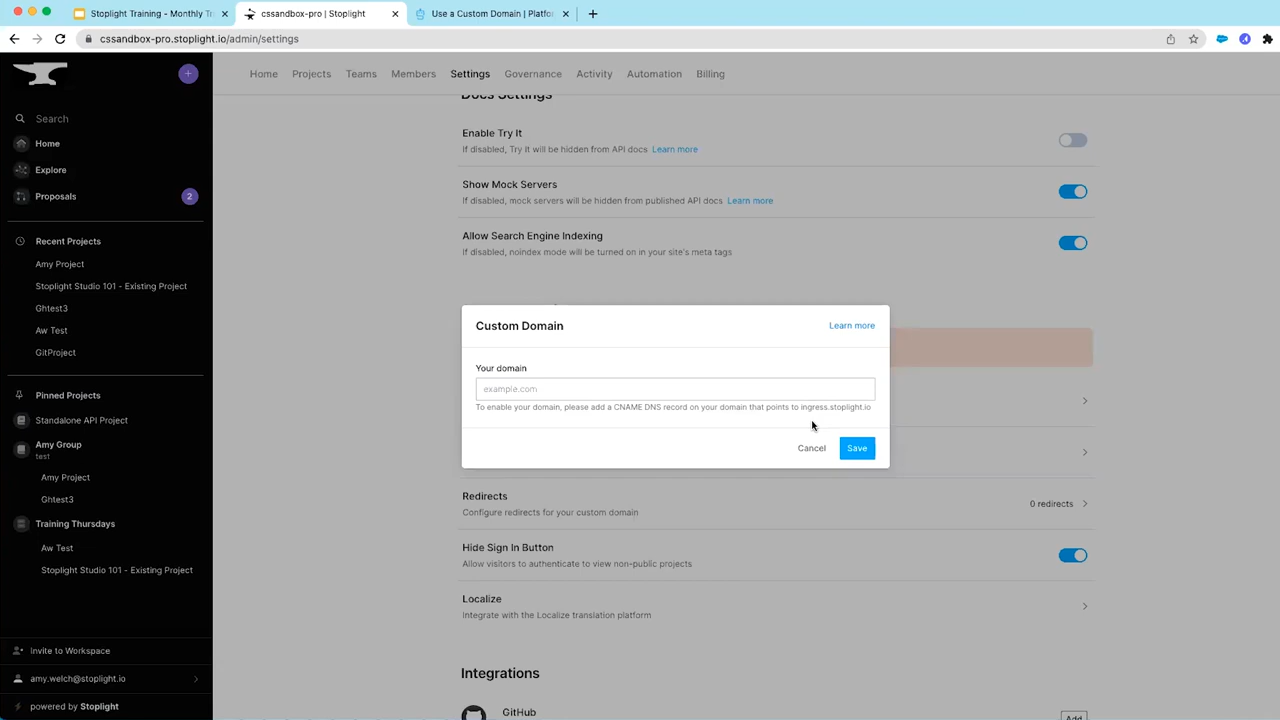 Stoplight Training - Monthly Tr
cssandbox-pro | Stoplight
Use a Custom Domain | Platfo
cssandbox-pro.stoplight.io/admin/settings
Home
Projects
Teams
Members
Settings
Governance
Activity
Automation
Billing
Search
Home
Explore
Proposals
2
Recent Projects
Amy Project
Stoplight Studio 101 - Existing Project
Ghtest3
Aw Test
GitProject
Pinned Projects
Standalone API Project
Amy Group
test
Amy Project
Ghtest3
Training Thursdays
Aw Test
Stoplight Studio 101 - Existing Project
Invite to Workspace
amy.welch@stoplight.io
powered by Stoplight
Docs Settings
Enable Try It
If disabled, Try It will be hidden from API docs Learn more
Show Mock Servers
If disabled, mock servers will be hidden from published API docs Learn more
Allow Search Engine Indexing
If disabled, noindex mode will be turned on in your site's meta tags
Custom Domain
Learn more
Your domain
example.com
To enable your domain, please add a CNAME DNS record on your domain that points to ingress.stoplight.io
Cancel
Save
Redirects
Configure redirects for your custom domain
0 redirects
Hide Sign In Button
Allow visitors to authenticate to view non-public projects
Localize
Integrate with the Localize translation platform
Integrations
GitHub
Add